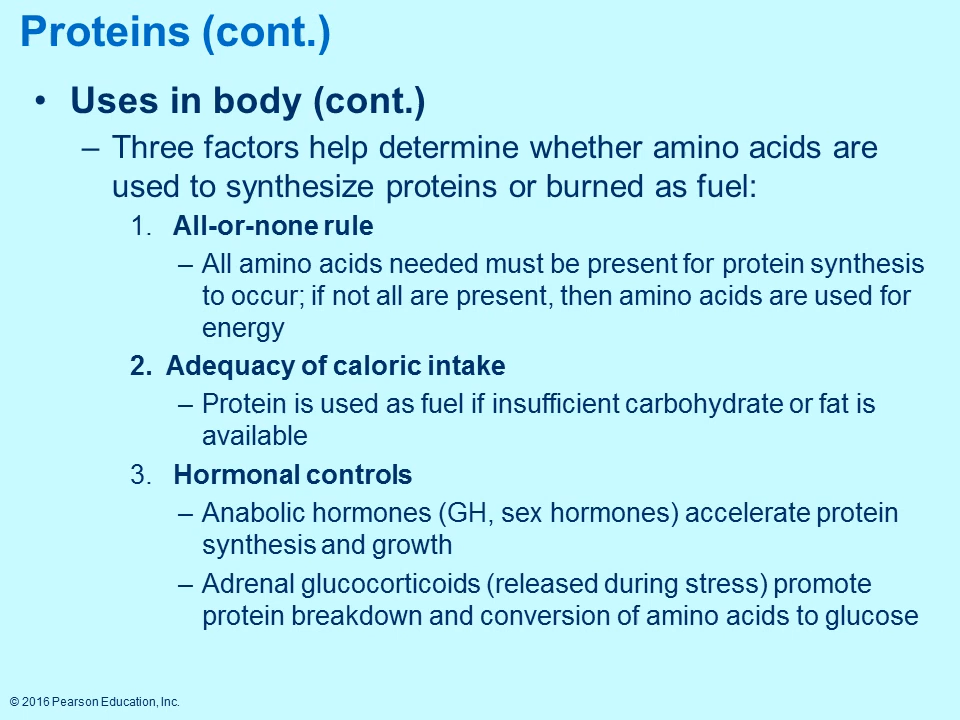 Proteins (cont.)
• Uses in body (cont.)
– Three factors help determine whether amino acids are
used to synthesize proteins or burned as fuel:
1. All-or-none rule
– All amino acids needed must be present for protein synthesis
to occur; if not all are present, then amino acids are used for
energy
2. Adequacy of caloric intake
– Protein is used as fuel if insufficient carbohydrate or fat is
available
3. Hormonal controls
– Anabolic hormones (GH, sex hormones) accelerate protein
synthesis and growth
– Adrenal glucocorticoids (released during stress) promote
protein breakdown and conversion of amino acids to glucose
© 2016 Pearson Education, Inc.